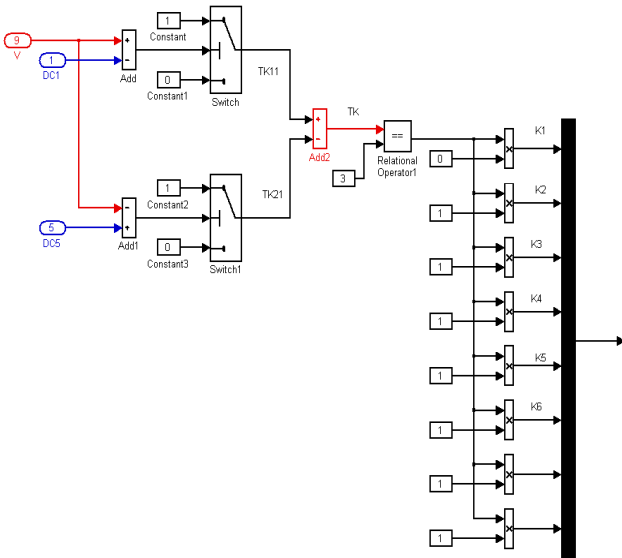 1
Constant
9
V
+
-
Add
1
DC1
0
Constant1
Switch
TK11
TK
+
-
Add2
==
Relational
Operator1
3
1
Constant2
TK21
-
+
Add1
5
DC5
0
Constant3
Switch1
0
×
K1
1
×
K2
1
×
K3
1
×
K4
1
×
K5
1
×
K6
1
×
1
×